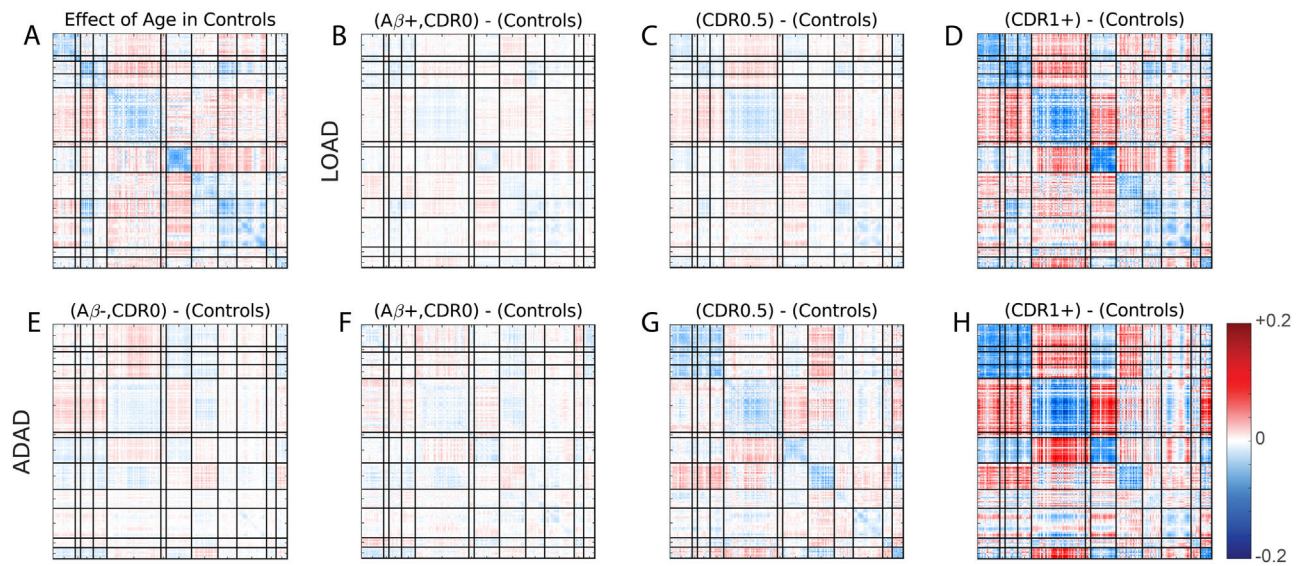 A
Effect of Age in Controls
B
(Aβ+,CDR0) - (Controls)
C
(CDR0.5) - (Controls)
D
(CDR1+) - (Controls)
LOAD
E
(Aβ-,CDR0) - (Controls)
F
(Aβ+,CDR0) - (Controls)
G
(CDR0.5) - (Controls)
H
(CDR1+) - (Controls)
ADAD
+0.2
0
-0.2